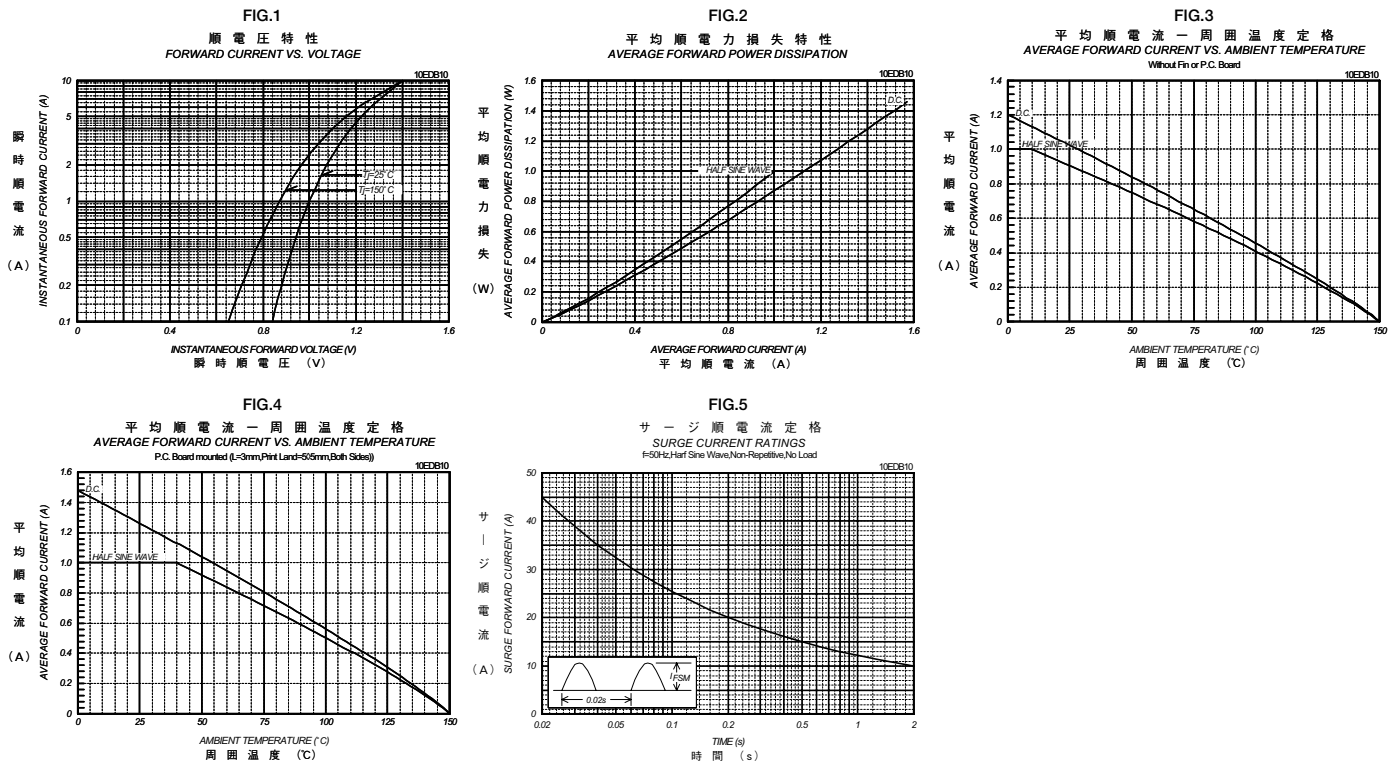 FIG.1
順電圧特性
FORWARD CURRENT VS. VOLTAGE
10EDB10
瞬時順電流 (A)
INSTANTANEOUS FORWARD CURRENT (A)
10
5
2
1
0.5
0.2
0.1
Tj=25°C
Tj=150°C
0 0.4 0.8 1.2 1.6
INSTANTANEOUS FORWARD VOLTAGE (V)
瞬時順電圧 (V)
FIG.2
平均順電力損失特性
AVERAGE FORWARD POWER DISSIPATION
10EDB10
平均順電力損失 (W)
AVERAGE FORWARD POWER DISSIPATION (W)
1.6
1.4
1.2
1.0
0.8
0.6
0.4
0.2
0
D.C.
HALF SINE WAVE
0 0.4 0.8 1.2 1.6
AVERAGE FORWARD CURRENT (A)
平均順電流 (A)
FIG.3
平均順電流ー周囲温度定格
AVERAGE FORWARD CURRENT VS. AMBIENT TEMPERATURE
Without Fin or P.C. Board
10EDB10
平均順電流 (A)
AVERAGE FORWARD CURRENT (A)
1.4
1.2
1.0
0.8
0.6
0.4
0.2
0
D.C.
HALF SINE WAVE
0 25 50 75 100 125 150
AMBIENT TEMPERATURE (°C)
周囲温度 (℃)
FIG.4
平均順電流ー周囲温度定格
AVERAGE FORWARD CURRENT VS. AMBIENT TEMPERATURE
P.C. Board mounted (L=3mm,Print Land=5×5mm,Both Sides))
10EDB10
平均順電流 (A)
AVERAGE FORWARD CURRENT (A)
1.6
1.4
1.2
1.0
0.8
0.6
0.4
0.2
0
D.C.
HALF SINE WAVE
0 25 50 75 100 125 150
AMBIENT TEMPERATURE (°C)
周囲温度 (℃)
FIG.5
サージ順電流定格
SURGE CURRENT RATINGS
f=50Hz,Harf Sine Wave,Non-Repetitive,No Load
10EDB10
サージ順電流 (A)
SURGE FORWARD CURRENT (A)
50
40
30
20
10
0
IFSM
0.02s
0.02 0.05 0.1 0.2 0.5 1 2
TIME (s)
時間 (s)